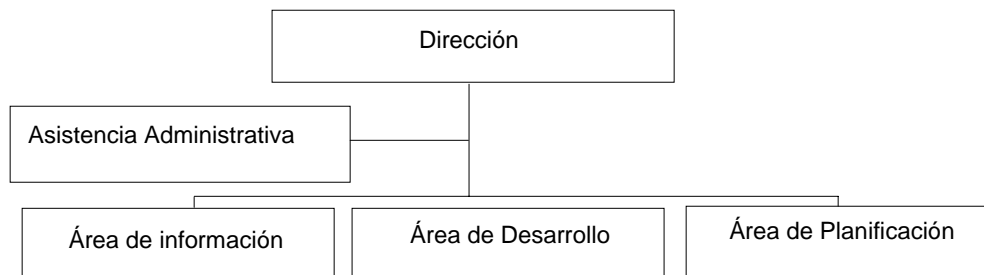 Dirección
Asistencia Administrativa
Área de información
Área de Desarrollo
Área de Planificación